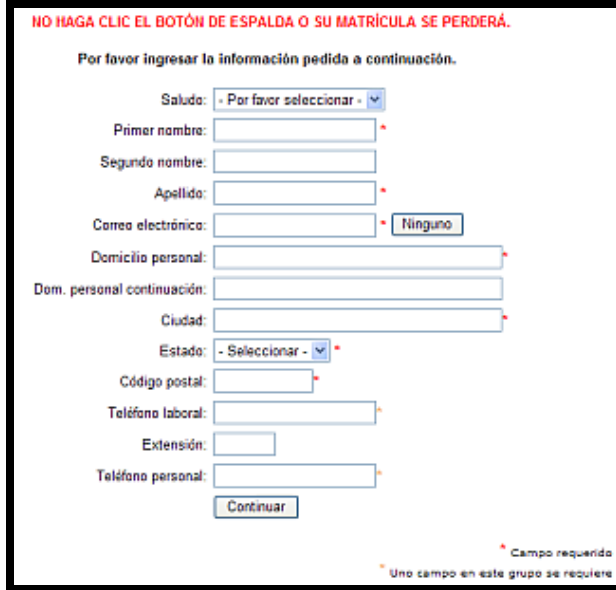 NO HAGA CLIC EL BOTÓN DE ESPALDA O SU MATRÍCULA SE PERDERÁ.
Por favor ingresar la información pedida a continuación.
Saludo: - Por favor seleccionar -
Primer nombre: *
Segundo nombre:
Apellido: *
Correo electrónico: * Ninguno
Domicilio personal: *
Dom. personal continuación:
Ciudad: *
Estado: - Seleccionar - *
Código postal: *
Teléfono laboral: *
Extensión:
Teléfono personal: *
Continuar
* Campo requerido
* Uno campo en este grupo se requiere